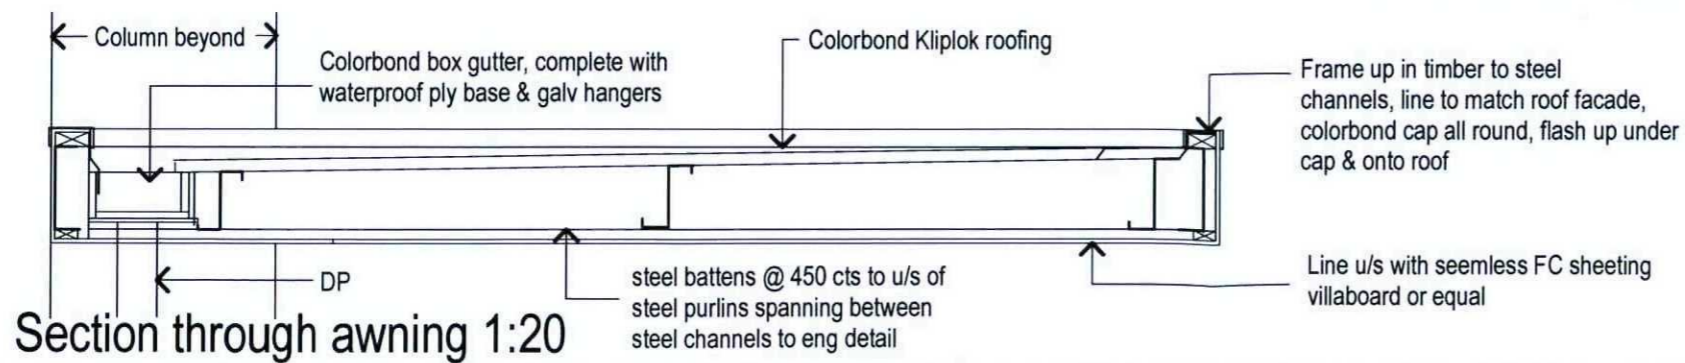 Column beyond
Colorbond box gutter, complete with
waterproof ply base & galv hangers
Colorbond Kliplok roofing
Frame up in timber to steel
channels, line to match roof facade,
colorbond cap all round, flash up under
cap & onto roof
DP
steel battens @ 450 cts to u/s of
steel purlins spanning between
steel channels to eng detail
Line u/s with seemless FC sheeting
villaboard or equal
Section through awning 1:20